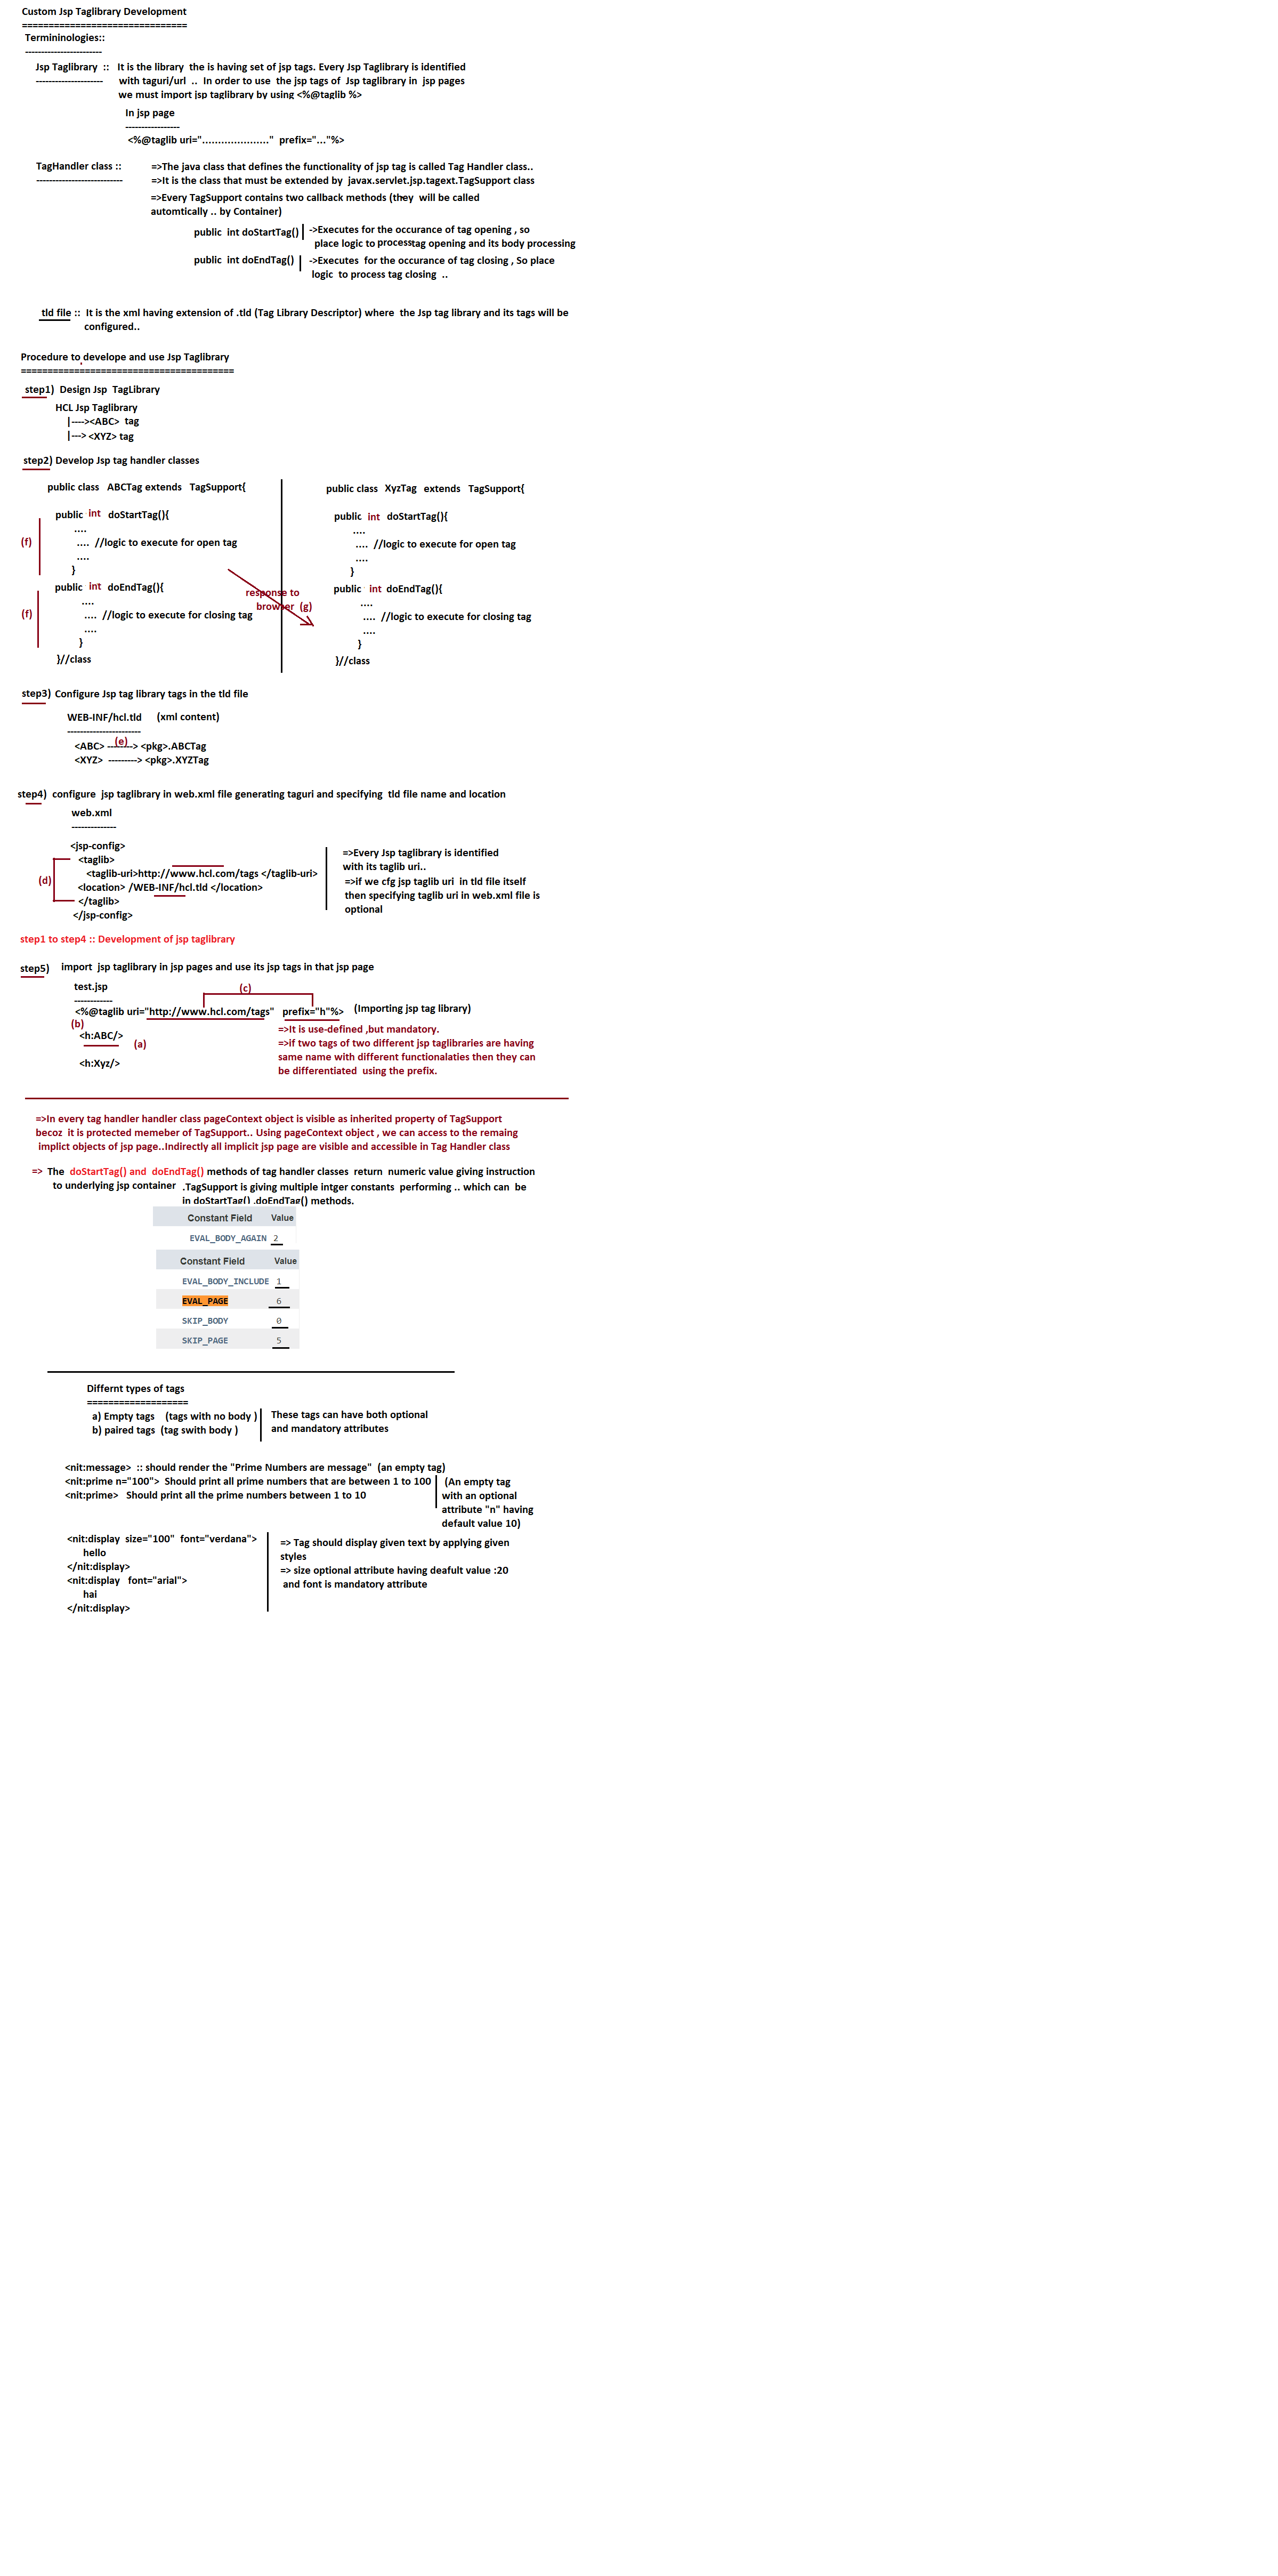 Custom Jsp Taglibrary Development
===============================
Termininologies::
------------------------
Jsp Taglibrary :: It is the library the is having set of jsp tags. Every Jsp Taglibrary is identified
--------------------- with taguri/url .. In order to use the jsp tags of Jsp taglibrary in jsp pages
we must import jsp taglibrary by using <%@taglib %>
In jsp page
-----------------
<%@taglib uri="....................." prefix="..."%>
TagHandler class :: =>The java class that defines the functionality of jsp tag is called Tag Handler class..
--------------------------- =>It is the class that must be extended by javax.servlet.jsp.tagext.TagSupport class
=>Every TagSupport contains two callback methods (they will be called
automtically .. by Container)
public int doStartTag() ->Executes for the occurance of tag opening , so
place logic to process tag opening and its body processing
public int doEndTag() ->Executes for the occurance of tag closing , So place
logic to process tag closing ..
tld file :: It is the xml having extension of .tld (Tag Library Descriptor) where the Jsp tag library and its tags will be
configured..
Procedure to develope and use Jsp Taglibrary
========================================
step1) Design Jsp TagLibrary
HCL Jsp Taglibrary
|----><ABC> tag
|---> <XYZ> tag
step2) Develop Jsp tag handler classes
public class ABCTag extends TagSupport{
public int doStartTag(){
....
(f) .... //logic to execute for open tag
....
}
public int doEndTag(){
....
(f) .... //logic to execute for closing tag
....
}
}//class
response to
browser (g)
public class XyzTag extends TagSupport{
public int doStartTag(){
....
.... //logic to execute for open tag
....
}
public int doEndTag(){
....
.... //logic to execute for closing tag
....
}
}//class
step3) Configure Jsp tag library tags in the tld file
WEB-INF/hcl.tld (xml content)
-----------------------
(e)
<ABC> --------> <pkg>.ABCTag
<XYZ> ---------> <pkg>.XYZTag
step4) configure jsp taglibrary in web.xml file generating taguri and specifying tld file name and location
web.xml
--------------
<jsp-config>
<taglib>
<taglib-uri>http://www.hcl.com/tags </taglib-uri>
(d) <location> /WEB-INF/hcl.tld </location>
</taglib>
</jsp-config>
=>Every Jsp taglibrary is identified
with its taglib uri..
=>if we cfg jsp taglib uri in tld file itself
then specifying taglib uri in web.xml file is
optional
step1 to step4 :: Development of jsp taglibrary
step5) import jsp taglibrary in jsp pages and use its jsp tags in that jsp page
test.jsp
------------
(c)
<%@taglib uri="http://www.hcl.com/tags" prefix="h"%> (Importing jsp tag library)
(b)
<h:ABC/>
(a)
<h:Xyz/>
=>It is use-defined ,but mandatory.
=>if two tags of two different jsp taglibraries are having
same name with different functionalaties then they can
be differentiated using the prefix.
=>In every tag handler handler class pageContext object is visible as inherited property of TagSupport
becoz it is protected memeber of TagSupport.. Using pageContext object , we can access to the remaing
implict objects of jsp page..Indirectly all implicit jsp page are visible and accessible in Tag Handler class
=> The doStartTag() and doEndTag() methods of tag handler classes return numeric value giving instruction
to underlying jsp container .TagSupport is giving multiple intger constants performing .. which can be
in doStartTag() ,doEndTag() methods.
Constant Field Value
EVAL_BODY_AGAIN 2
Constant Field Value
EVAL_BODY_INCLUDE 1
EVAL_PAGE 6
SKIP_BODY 0
SKIP_PAGE 5
Differnt types of tags
===================
a) Empty tags (tags with no body )
b) paired tags (tag swith body )
These tags can have both optional
and mandatory attributes
<nit:message> :: should render the "Prime Numbers are message" (an empty tag)
<nit:prime n="100"> Should print all prime numbers that are between 1 to 100
<nit:prime> Should print all the prime numbers between 1 to 10
(An empty tag
with an optional
attribute "n" having
default value 10)
<nit:display size="100" font="verdana">
hello
</nit:display>
<nit:display font="arial">
hai
</nit:display>
=> Tag should display given text by applying given
styles
=> size optional attribute having deafult value :20
and font is mandatory attribute